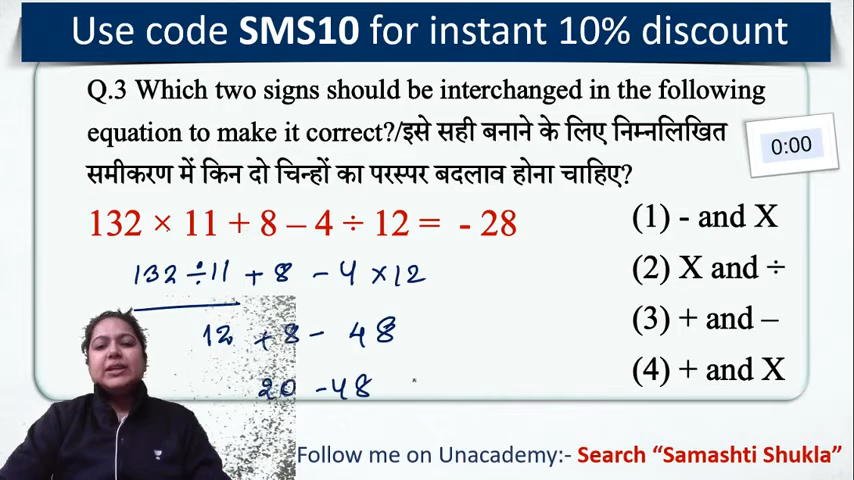 Use code SMS10 for instant 10% discount
Q.3 Which two signs should be interchanged in the following
equation to make it correct?/इसे सही बनाने के लिए निम्नलिखित
समीकरण में किन दो चिन्हों का परस्पर बदलाव होना चाहिए?
0:00
132 × 11 + 8 – 4 ÷ 12 = - 28
132 ÷ 11 + 8 - 4 × 12
12 + 8 - 48
20 - 48
(1) - and X
(2) X and ÷
(3) + and –
(4) + and X
Follow me on Unacademy:- Search “Samashti Shukla”